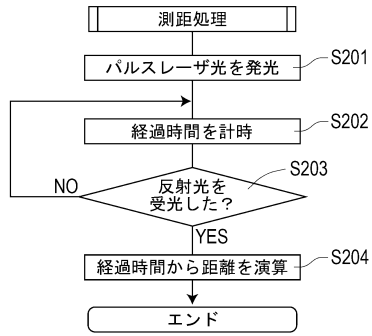 測距処理
パルスレーザ光を発光
S201
経過時間を計時
S202
反射光を
受光した？
S203
NO
YES
経過時間から距離を演算
S204
エンド